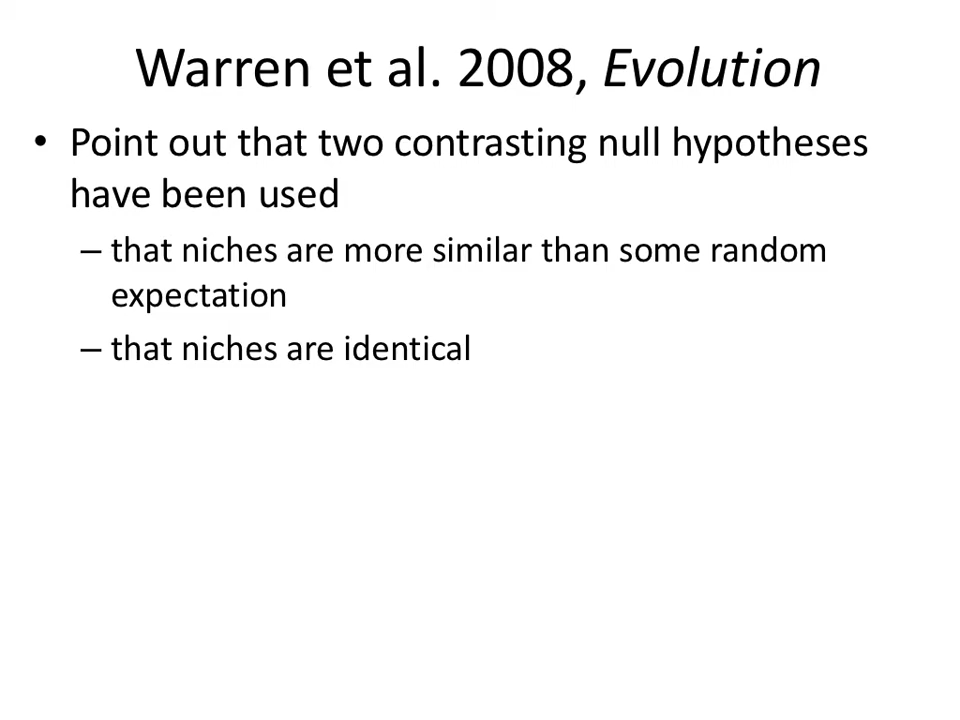 Warren et al. 2008, Evolution
• Point out that two contrasting null hypotheses
have been used
– that niches are more similar than some random
expectation
– that niches are identical